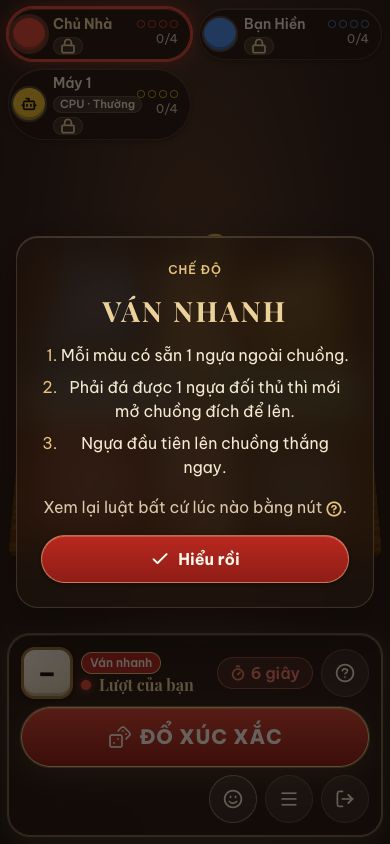 Chủ Nhà
0/4
Bạn Hiền
0/4
Máy 1
CPU · Thường
0/4
CHẾ ĐỘ
VÁN NHANH
1. Mỗi màu có sẵn 1 ngựa ngoài chuồng.
2. Phải đá được 1 ngựa đối thủ thì mới
mở chuồng đích để lên.
3. Ngựa đầu tiên lên chuồng thắng
ngay.
Xem lại luật bất cứ lúc nào bằng nút ?.
Hiểu rồi
–
Ván nhanh
Lượt của bạn
6 giây
?
ĐỔ XÚC XẮC